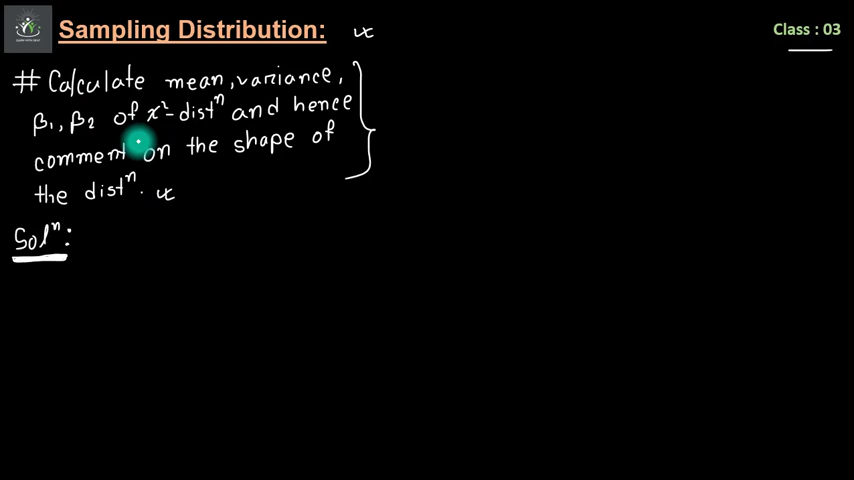 Sampling Distribution:
Class : 03
# Calculate mean, variance,
β₁, β₂ of x²-distⁿ and hence
comment on the shape of
the distⁿ.
Solⁿ: